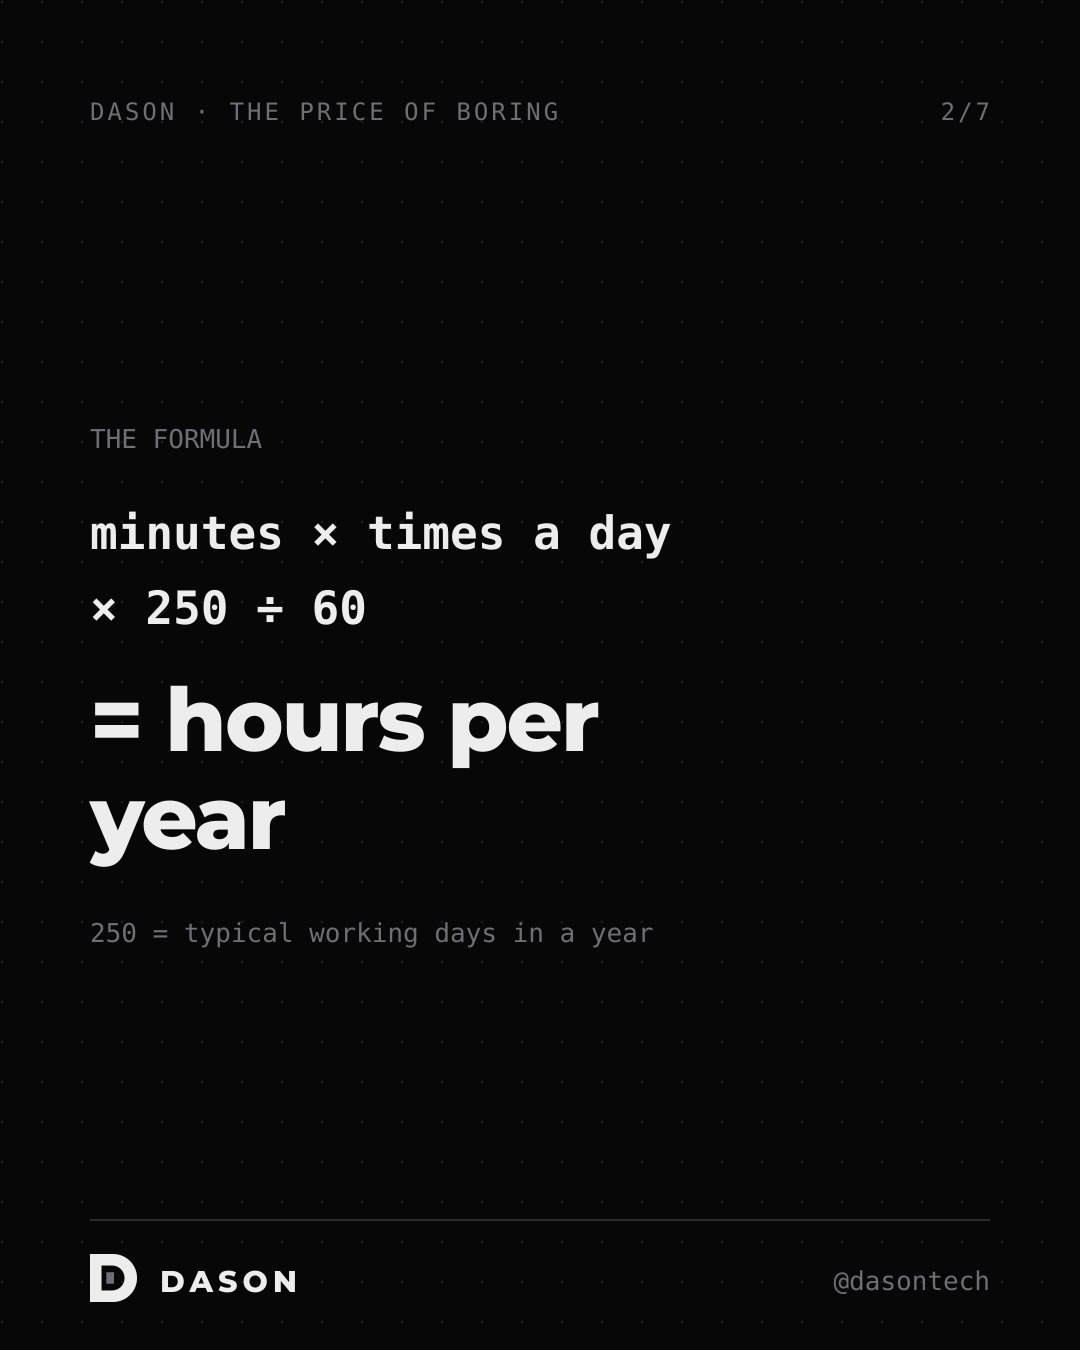 DASON · THE PRICE OF BORING 2/7
THE FORMULA
minutes × times a day
× 250 ÷ 60
= hours per
year
250 = typical working days in a year
DASON @dasontech